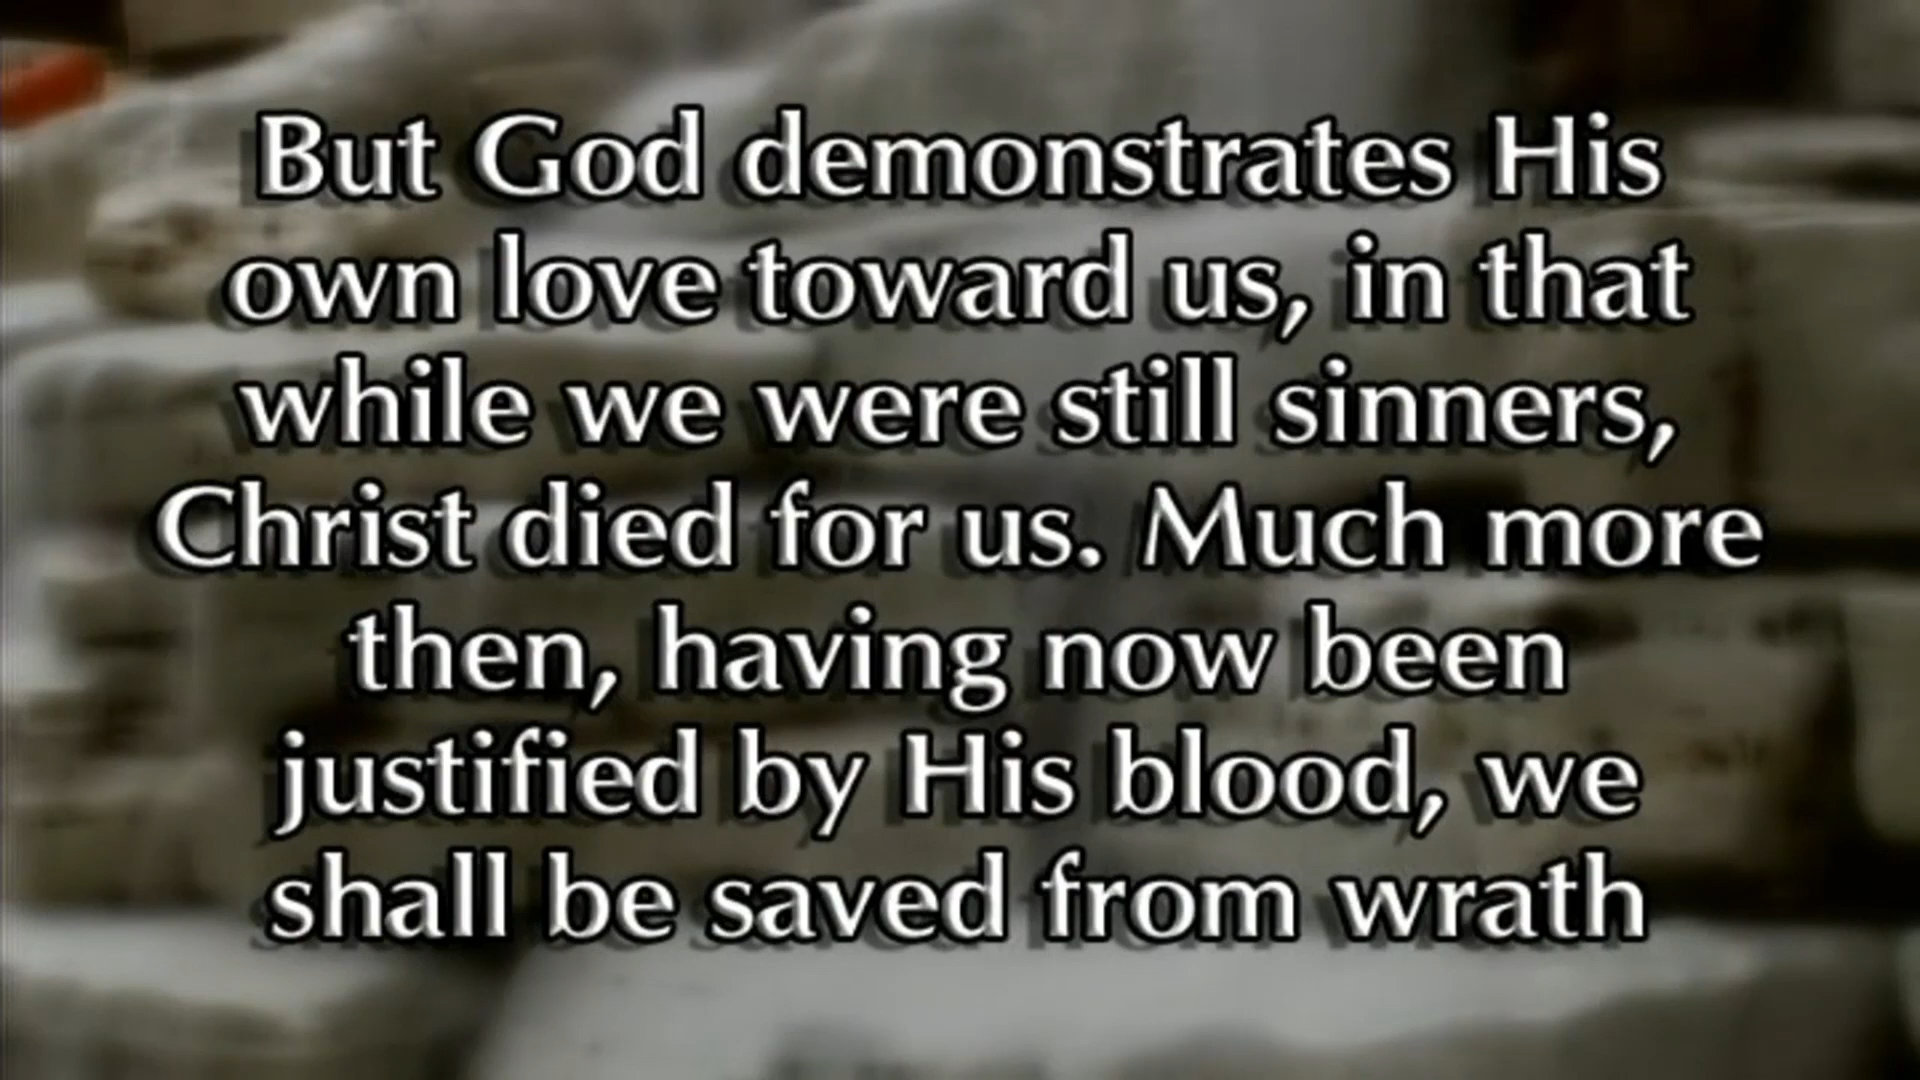 But God demonstrates His
own love toward us, in that
while we were still sinners,
Christ died for us. Much more
then, having now been
justified by His blood, we
shall be saved from wrath